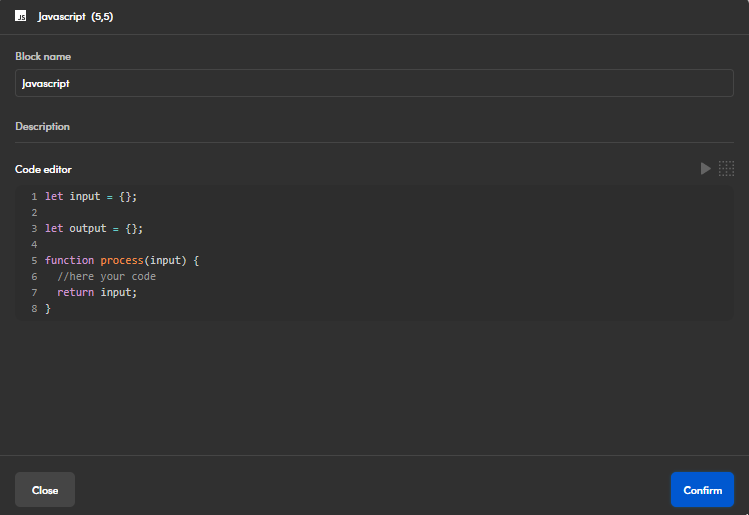 JS Javascript (5,5)
Block name
Javascript
Description
Code editor
1 let input = {};
2
3 let output = {};
4
5 function process(input) {
6   //here your code
7   return input;
8 }
Close Confirm